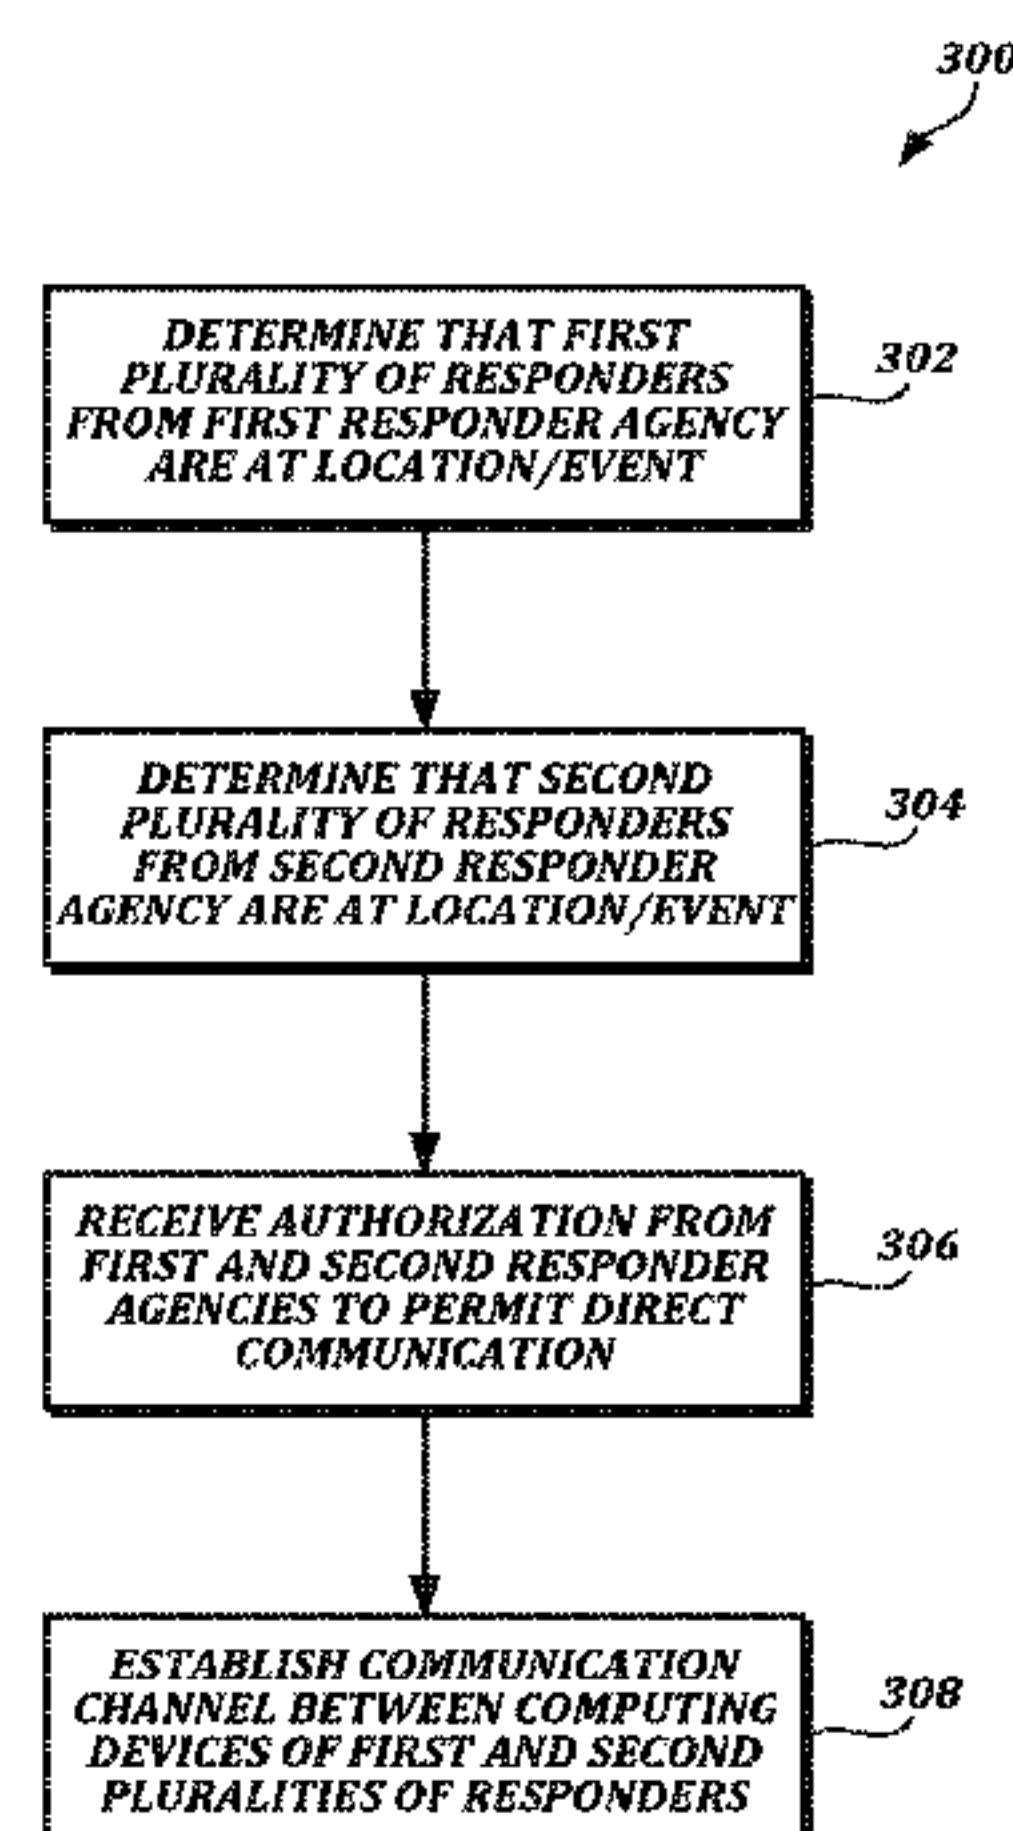 300
DETERMINE THAT FIRST
PLURALITY OF RESPONDERS
FROM FIRST RESPONDER AGENCY
ARE AT LOCATION/EVENT
302
DETERMINE THAT SECOND
PLURALITY OF RESPONDERS
FROM SECOND RESPONDER
AGENCY ARE AT LOCATION/EVENT
304
RECEIVE AUTHORIZATION FROM
FIRST AND SECOND RESPONDER
AGENCIES TO PERMIT DIRECT
COMMUNICATION
306
ESTABLISH COMMUNICATION
CHANNEL BETWEEN COMPUTING
DEVICES OF FIRST AND SECOND
PLURALITIES OF RESPONDERS
308